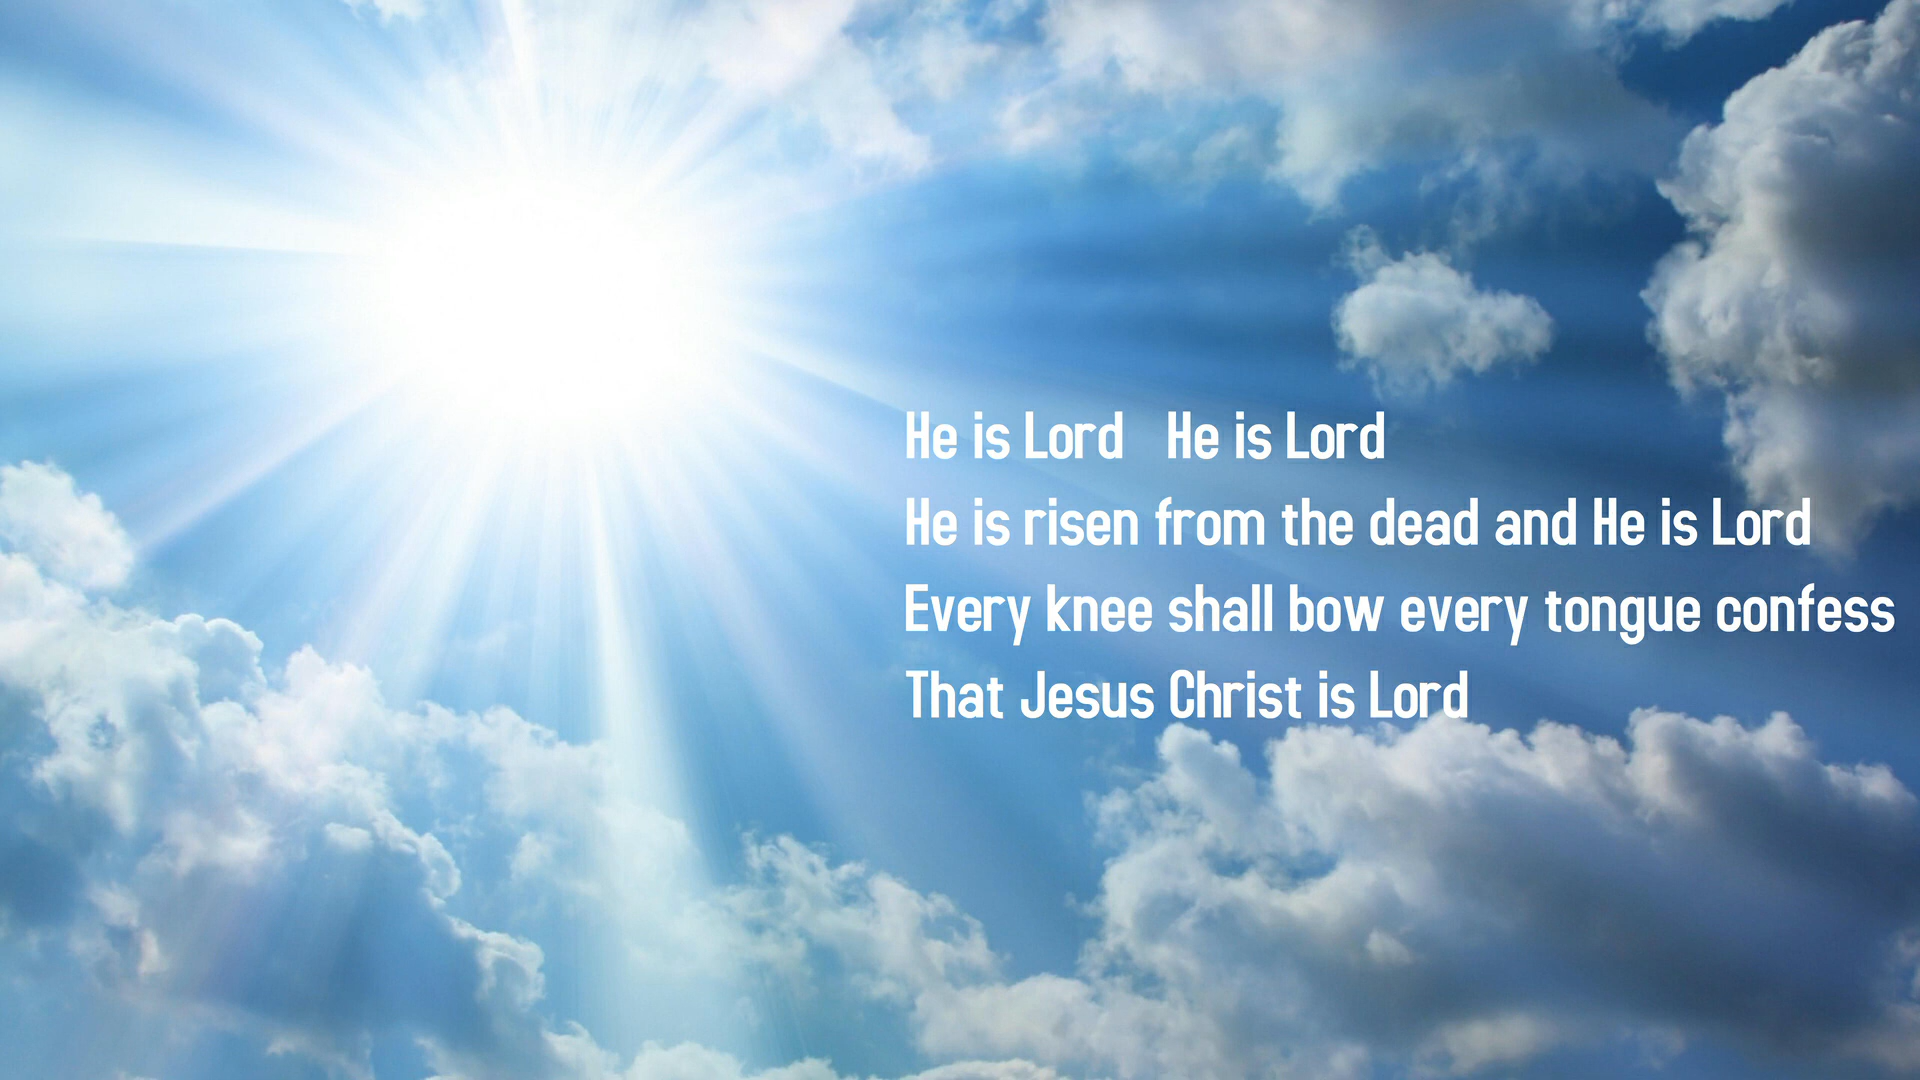 He is Lord   He is Lord
He is risen from the dead and He is Lord
Every knee shall bow every tongue confess
That Jesus Christ is Lord